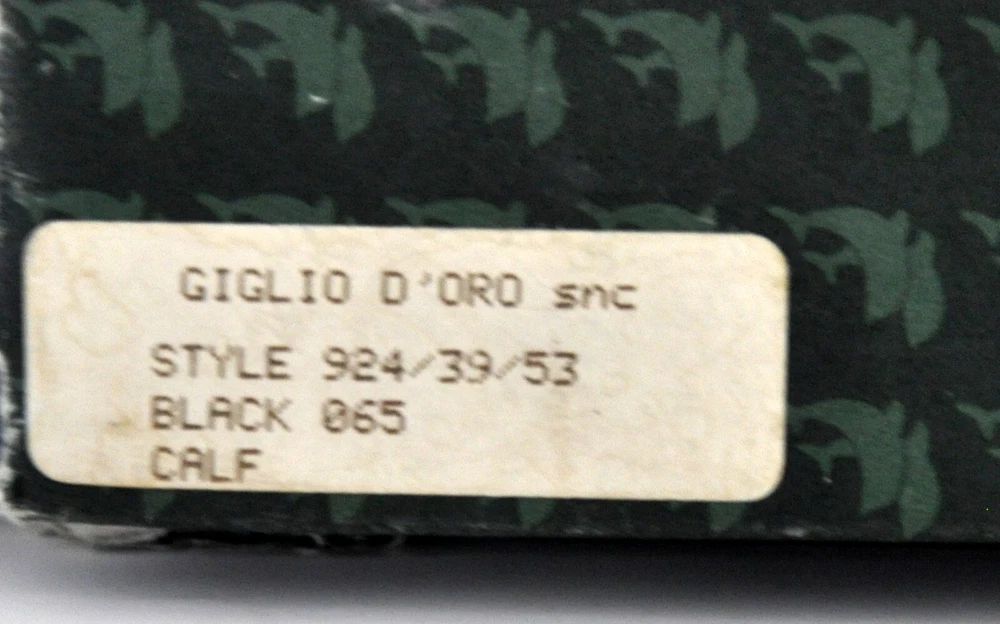 GIGLIO D'ORO snc
STYLE 924/39/53
BLACK 065
CALF